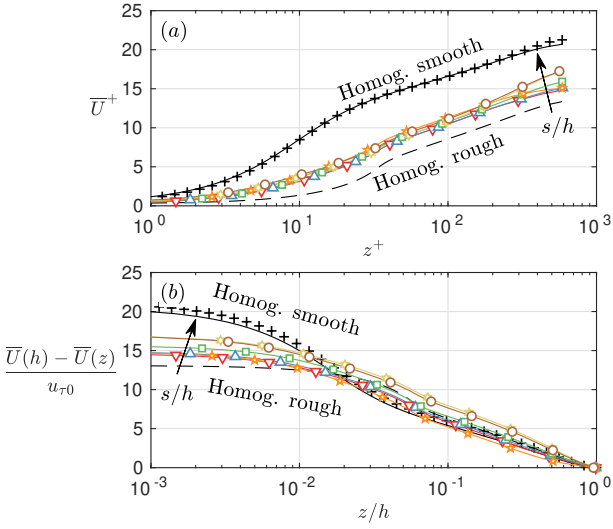 25
(a)
20
Homog. smooth
15
U̅⁺
10
s/h
5
Homog. rough
0
10⁰ 10¹ 10² 10³
z⁺
25
(b)
Homog. smooth
20
15
U̅(h) − U̅(z)
u_τ0
10
s/h
Homog. rough
5
0
10⁻³ 10⁻² 10⁻¹ 10⁰
z/h